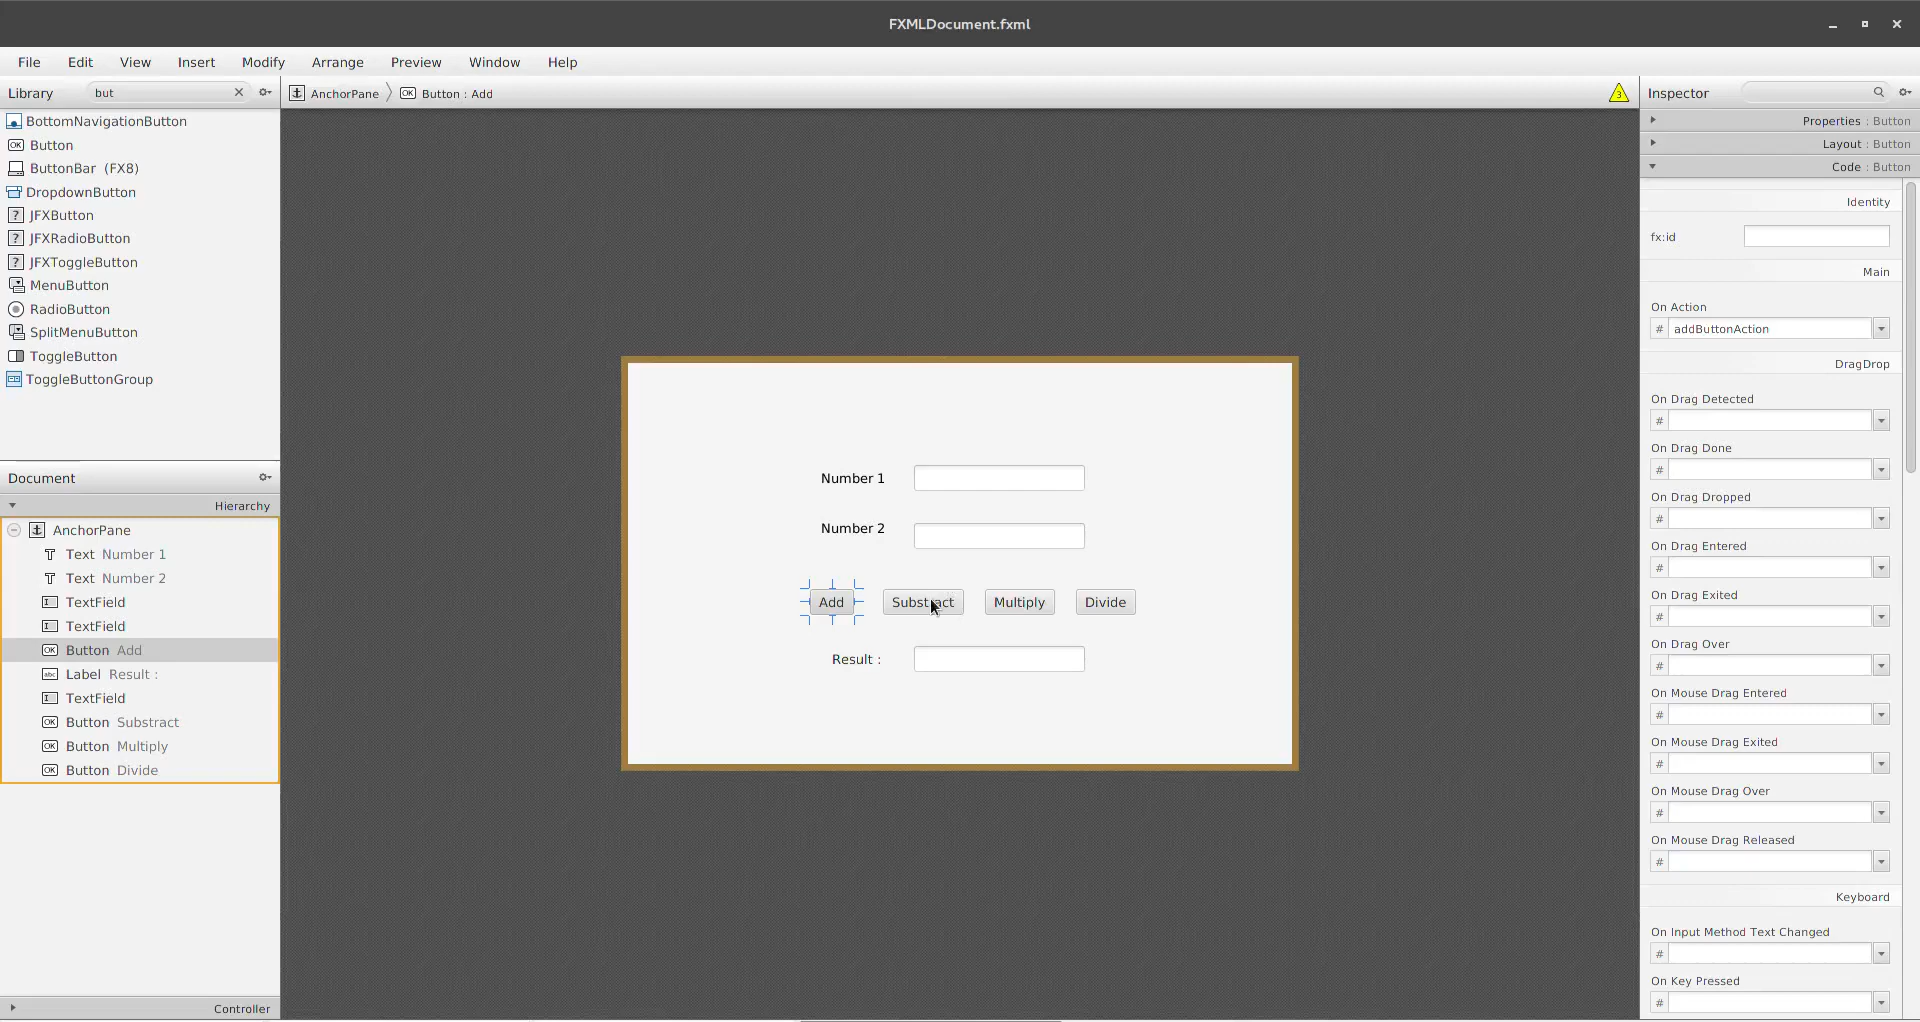 FXMLDocument.fxml
File Edit View Insert Modify Arrange Preview Window Help
Library but
AnchorPane Button : Add
3
Inspector
BottomNavigationButton
Button
ButtonBar (FX8)
DropdownButton
JFXButton
JFXRadioButton
JFXToggleButton
MenuButton
RadioButton
SplitMenuButton
ToggleButton
ToggleButtonGroup
Document
Hierarchy
AnchorPane
Text Number 1
Text Number 2
TextField
TextField
Button Add
Label Result :
TextField
Button Substract
Button Multiply
Button Divide
Controller
Number 1
Number 2
Add Substract Multiply Divide
Result :
Properties : Button
Layout : Button
Code : Button
Identity
fx:id
Main
On Action
# addButtonAction
DragDrop
On Drag Detected
#
On Drag Done
#
On Drag Dropped
#
On Drag Entered
#
On Drag Exited
#
On Drag Over
#
On Mouse Drag Entered
#
On Mouse Drag Exited
#
On Mouse Drag Over
#
On Mouse Drag Released
#
Keyboard
On Input Method Text Changed
#
On Key Pressed
#